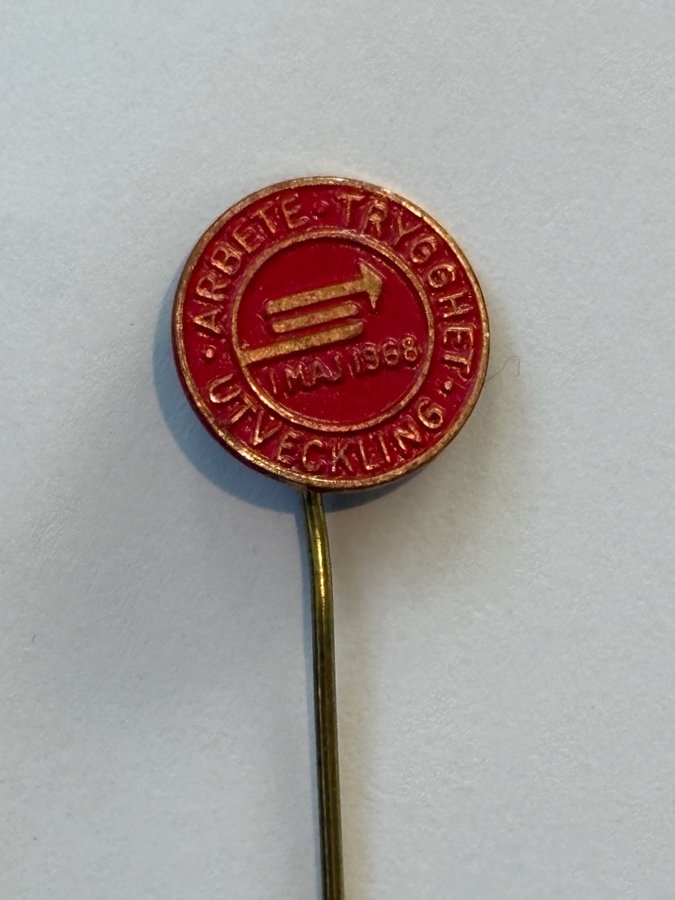 · ARBETE · TRYGGHET ·
UTVECKLING
1 MAJ 1968